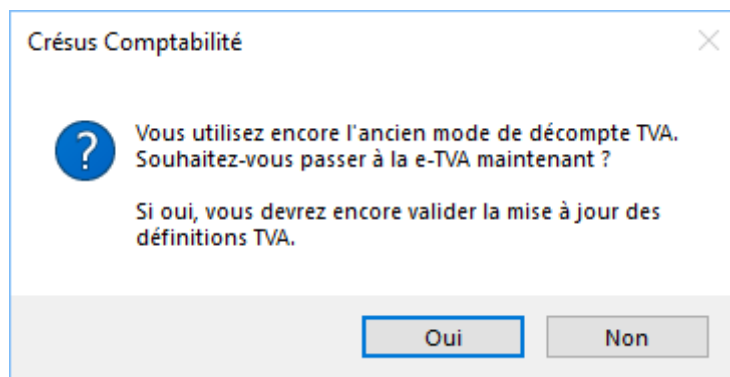 Crésus Comptabilité
Vous utilisez encore l'ancien mode de décompte TVA.
Souhaitez-vous passer à la e-TVA maintenant ?
Si oui, vous devrez encore valider la mise à jour des
définitions TVA.
Oui
Non